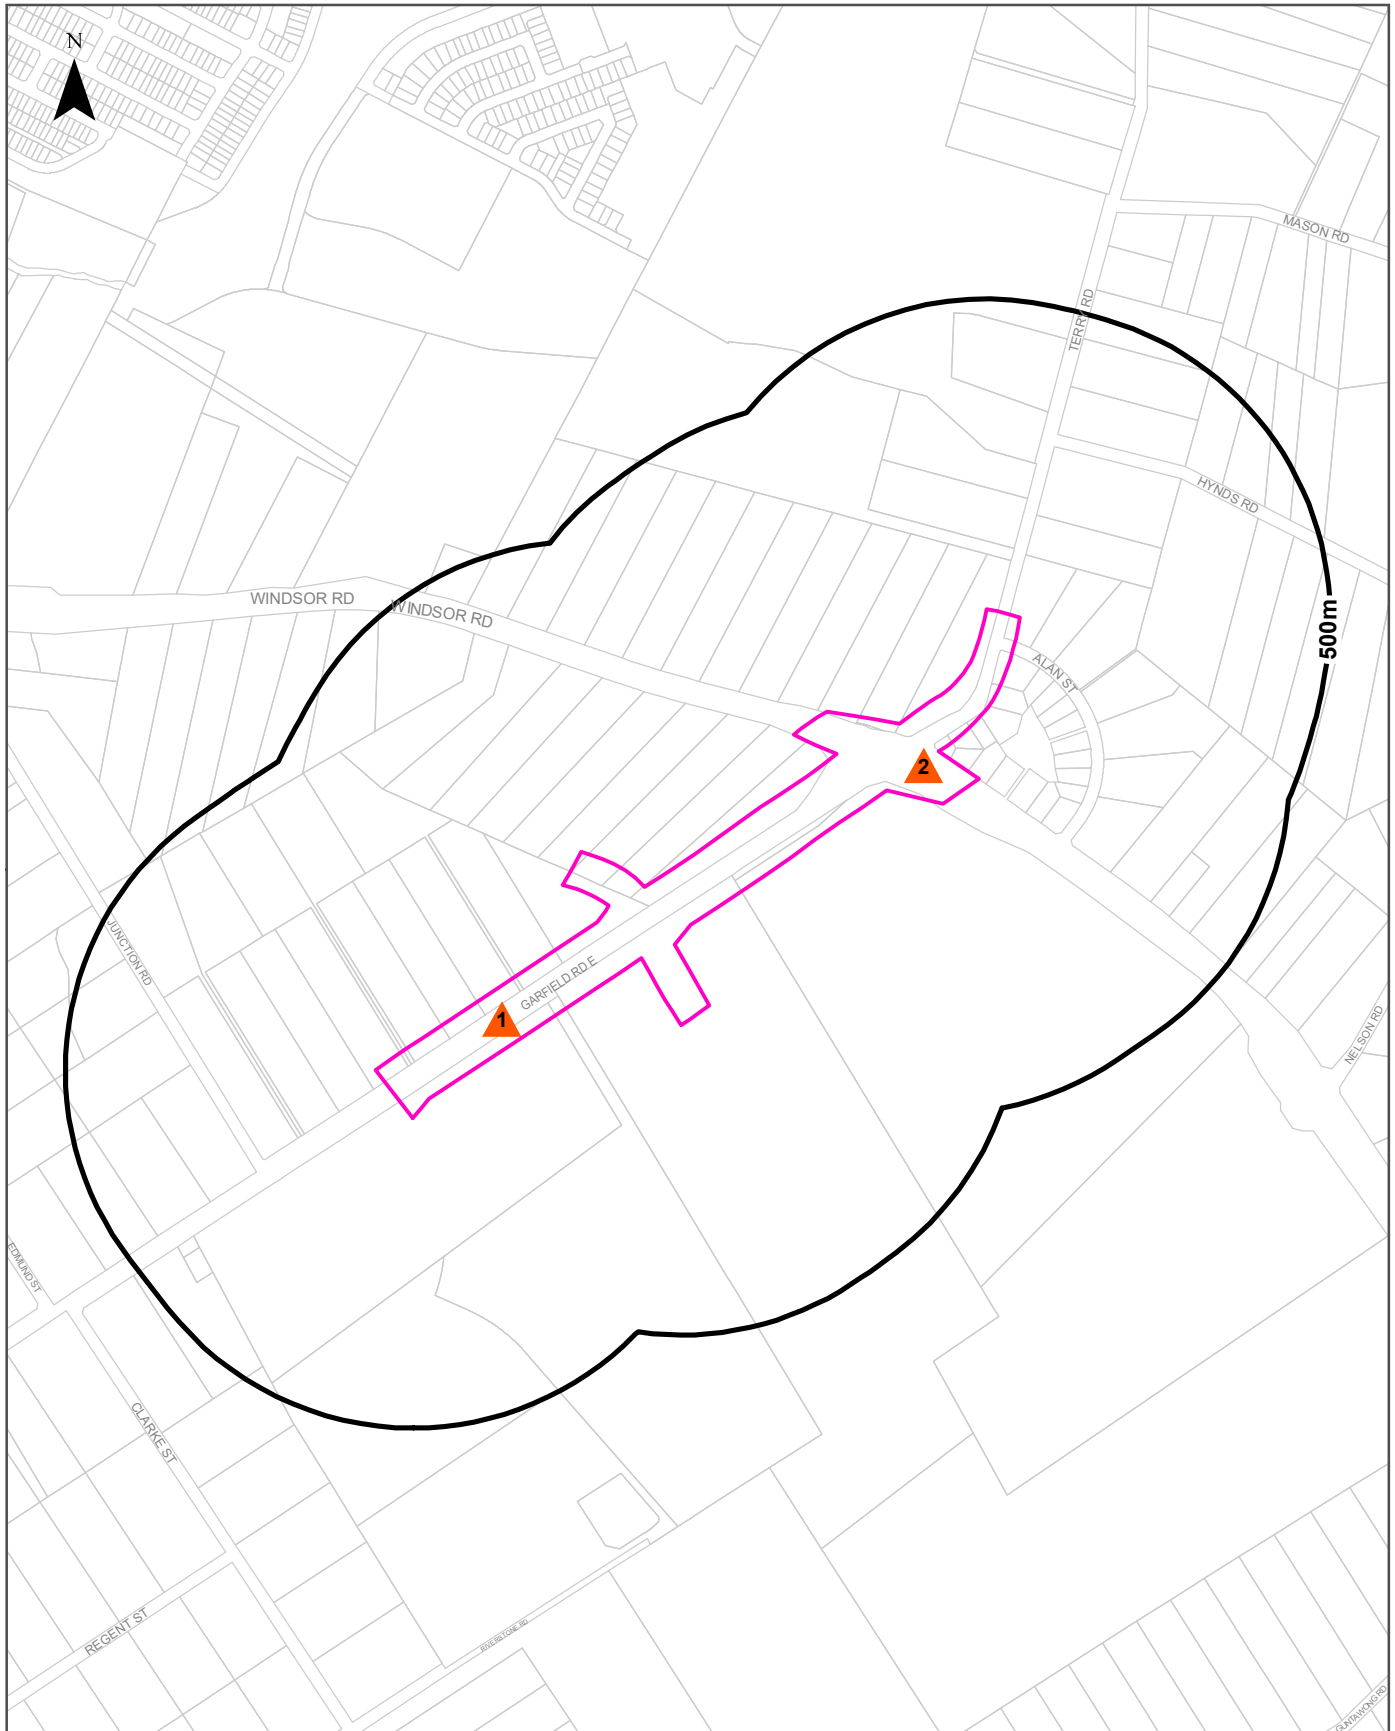 N
MASON RD
TERRY RD
HYNDS RD
WINDSOR RD
WINDSOR RD
500m
ALAN ST
2
JUNCTION RD
GARFIELD RD E
1
NELSON RD
EDMUND ST
CLARKE ST
REGENT ST
RIVERSTONE RD
GUNTAWONG RD